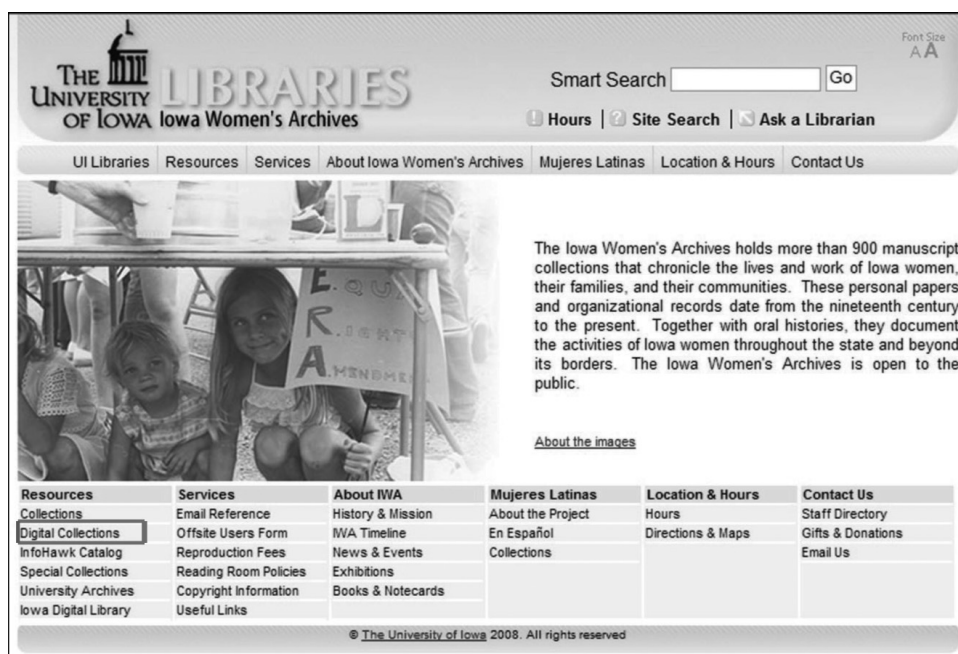 Font Size
A A
THE
UNIVERSITY
OF IOWA
LIBRARIES
Iowa Women's Archives
Smart Search Go
! Hours | ? Site Search | Ask a Librarian
UI Libraries Resources Services About Iowa Women's Archives Mujeres Latinas Location & Hours Contact Us
E.QU
R.IGHT
A.MENDME
The Iowa Women's Archives holds more than 900 manuscript
collections that chronicle the lives and work of Iowa women,
their families, and their communities. These personal papers
and organizational records date from the nineteenth century
to the present. Together with oral histories, they document
the activities of Iowa women throughout the state and beyond
its borders. The Iowa Women's Archives is open to the
public.
About the images
Resources Services About IWA Mujeres Latinas Location & Hours Contact Us
Collections Email Reference History & Mission About the Project Hours Staff Directory
Digital Collections Offsite Users Form IWA Timeline En Español Directions & Maps Gifts & Donations
InfoHawk Catalog Reproduction Fees News & Events Collections Email Us
Special Collections Reading Room Policies Exhibitions
University Archives Copyright Information Books & Notecards
Iowa Digital Library Useful Links
© The University of Iowa 2008. All rights reserved